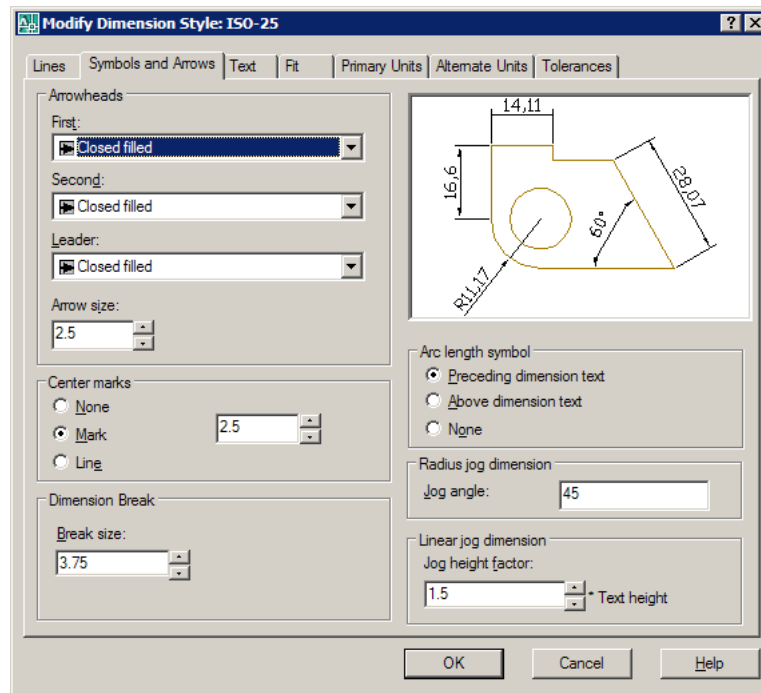 Modify Dimension Style: ISO-25
Lines
Symbols and Arrows
Text
Fit
Primary Units
Alternate Units
Tolerances
Arrowheads
First:
Closed filled
Second:
Closed filled
Leader:
Closed filled
Arrow size:
2.5
Center marks
None
Mark
Line
2.5
Dimension Break
Break size:
3.75
14,11
16,6
28,07
60°
R11,17
Arc length symbol
Preceding dimension text
Above dimension text
None
Radius jog dimension
Jog angle:
45
Linear jog dimension
Jog height factor:
1.5
* Text height
OK
Cancel
Help